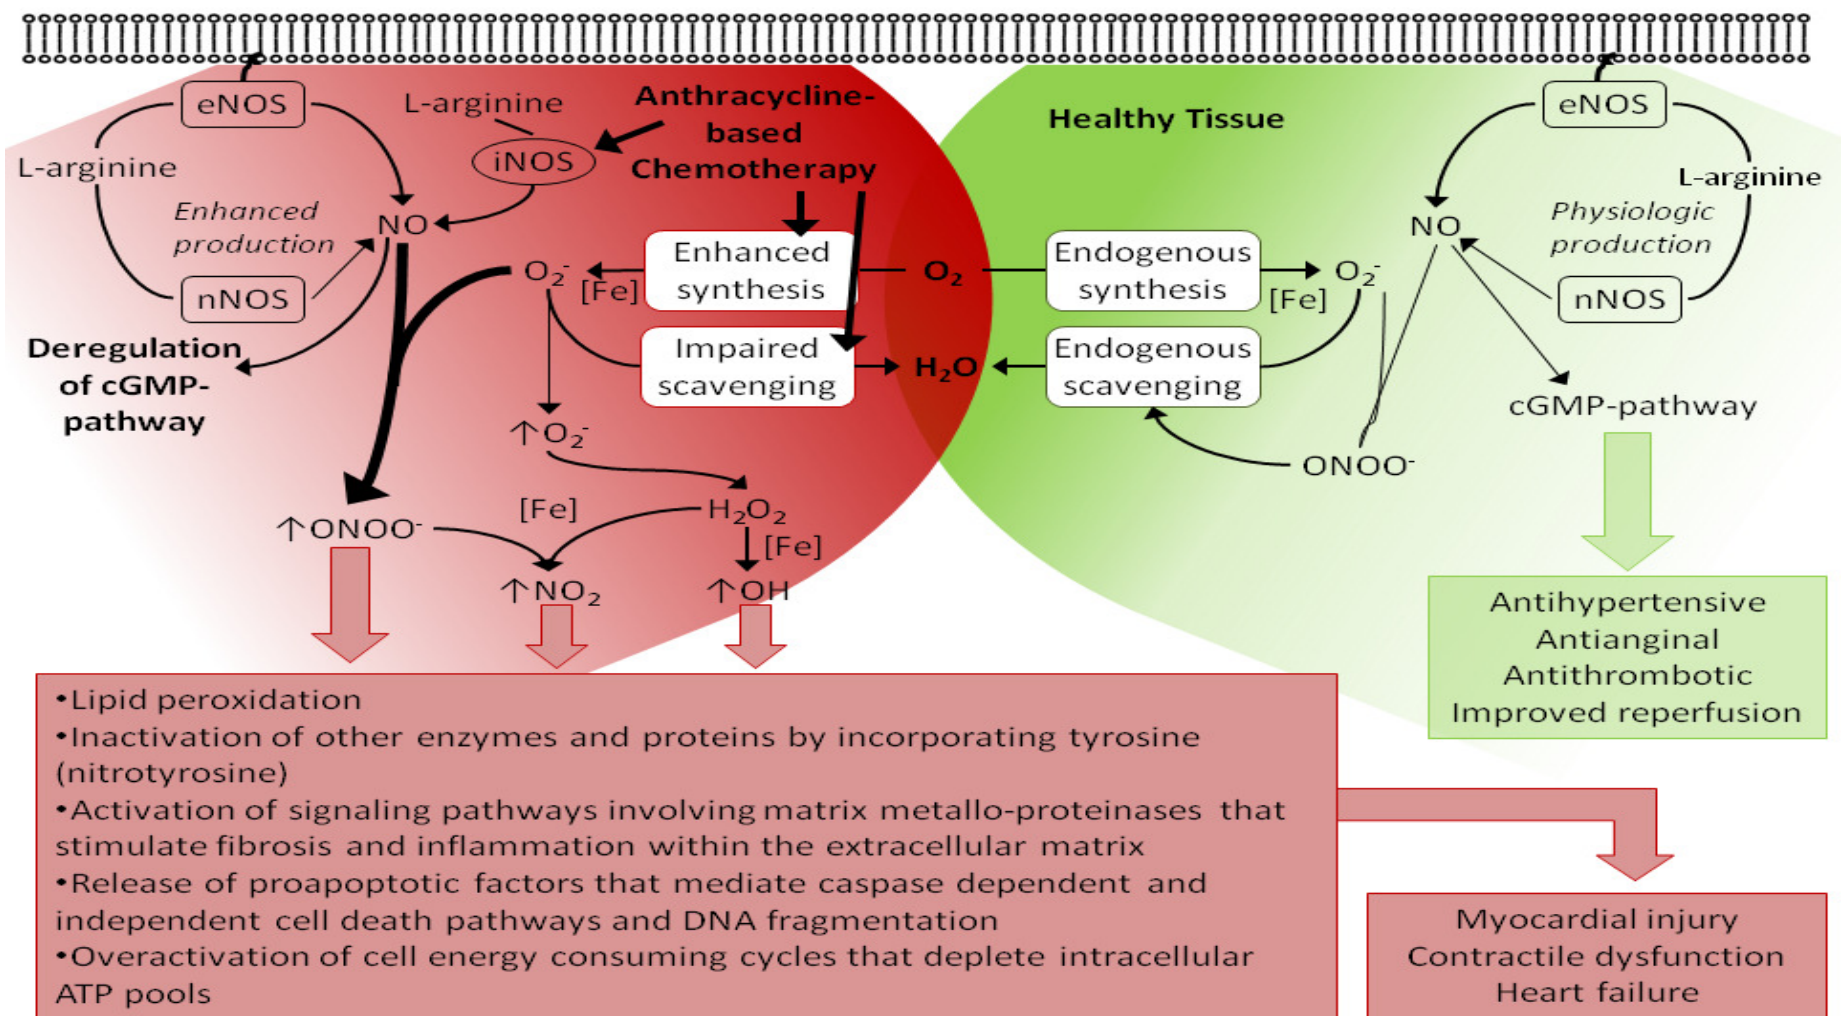 eNOS
L-arginine
L-arginine
iNOS
Anthracycline-
based
Chemotherapy
Enhanced
production
NO
nNOS
Deregulation
of cGMP-
pathway
O₂⁻
[Fe]
Enhanced
synthesis
O₂
Impaired
scavenging
H₂O
↑O₂⁻
↑ONOO⁻
[Fe]
H₂O₂
[Fe]
↑NO₂
↑OH
Healthy Tissue
eNOS
L-arginine
NO
Physiologic
production
nNOS
Endogenous
synthesis
[Fe]
O₂⁻
Endogenous
scavenging
ONOO⁻
cGMP-pathway
Antihypertensive
Antianginal
Antithrombotic
Improved reperfusion
•Lipid peroxidation
•Inactivation of other enzymes and proteins by incorporating tyrosine
(nitrotyrosine)
•Activation of signaling pathways involving matrix metallo-proteinases that
stimulate fibrosis and inflammation within the extracellular matrix
•Release of proapoptotic factors that mediate caspase dependent and
independent cell death pathways and DNA fragmentation
•Overactivation of cell energy consuming cycles that deplete intracellular
ATP pools
Myocardial injury
Contractile dysfunction
Heart failure